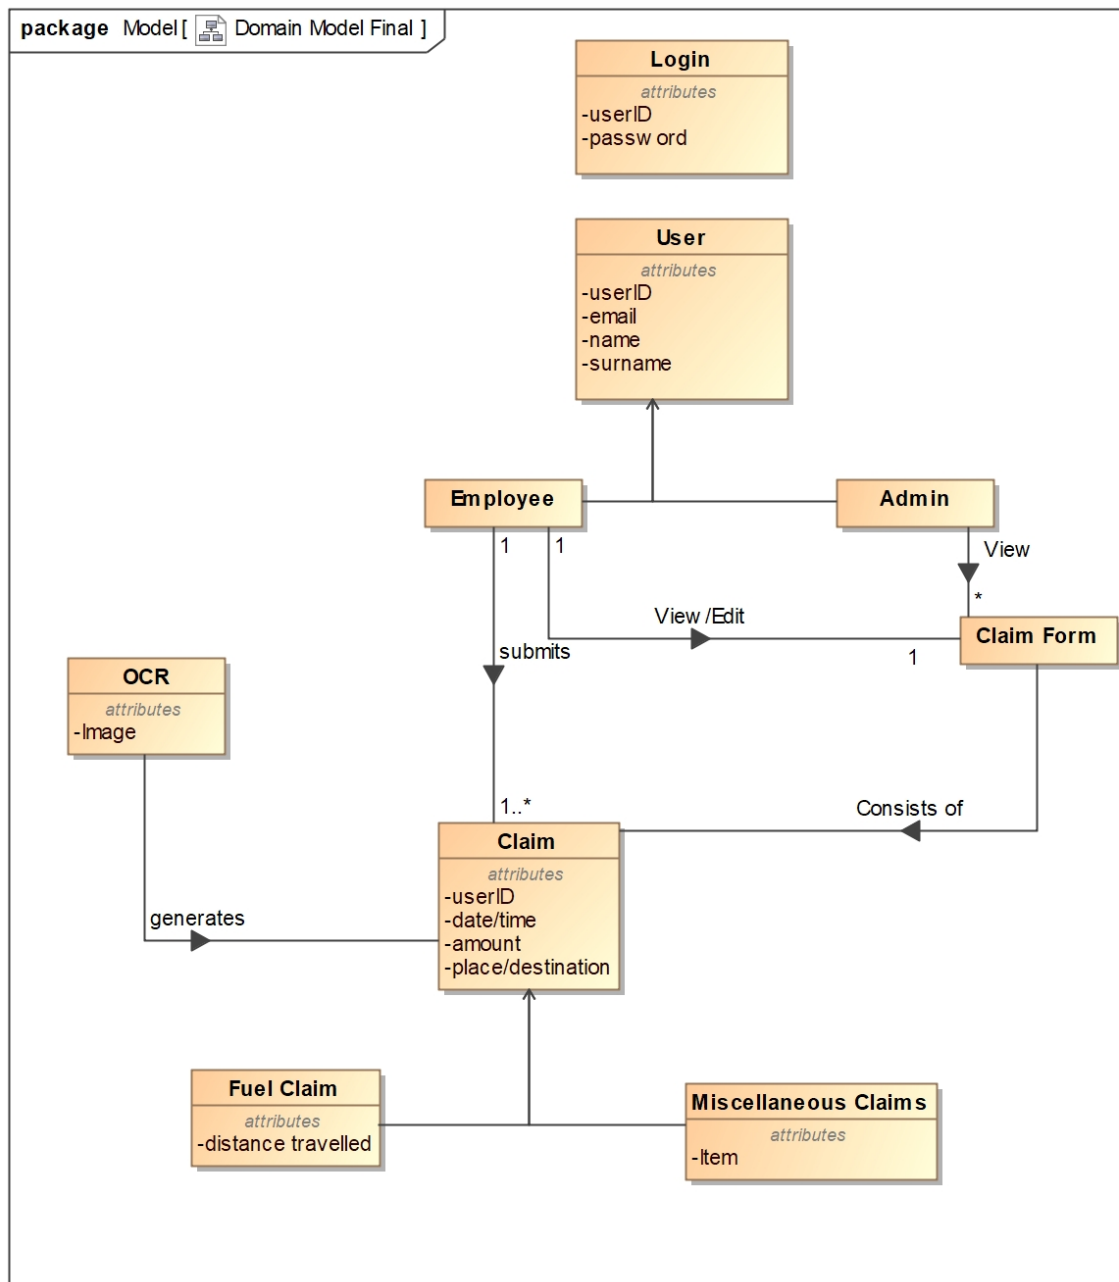 package Model [ Domain Model Final ]
Login
attributes
-userID
-password
User
attributes
-userID
-email
-name
-surname
Employee
Admin
1
1
View
*
View /Edit
Claim Form
1
submits
OCR
attributes
-Image
1..*
Consists of
Claim
attributes
-userID
-date/time
-amount
-place/destination
generates
Fuel Claim
attributes
-distance travelled
Miscellaneous Claims
attributes
-Item